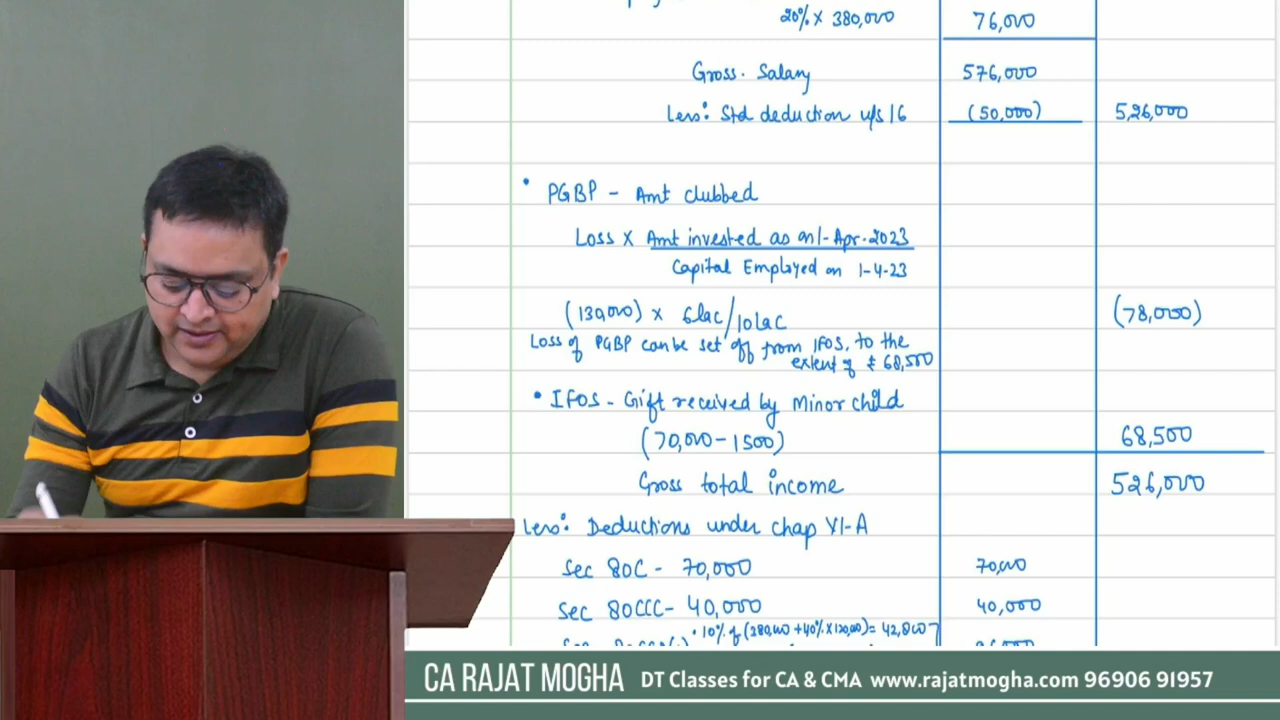 20% X 380,000 76,000
Gross. Salary 576,000
Less: Std deduction u/s 16 (50,000) 5,26,000
• PGBP - Amt clubbed
Loss X Amt invested as on 1-Apr-2023
Capital Employed on 1-4-23
(130,000) x 6lac/10lac (78,000)
Loss of PGBP can be set off from IFOS, to the
extent of ₹ 68,500
• IFOS - Gift received by Minor child
(70,000-1500) 68,500
Gross total income 526,000
Less: Deductions under chap VI-A
Sec 80C - 70,000 70,000
Sec 80CCC- 40,000 40,000
• 10% of (280,000 +40% x 120,000)=
CA RAJAT MOGHA DT Classes for CA & CMA www.rajatmogha.com 96906 91957